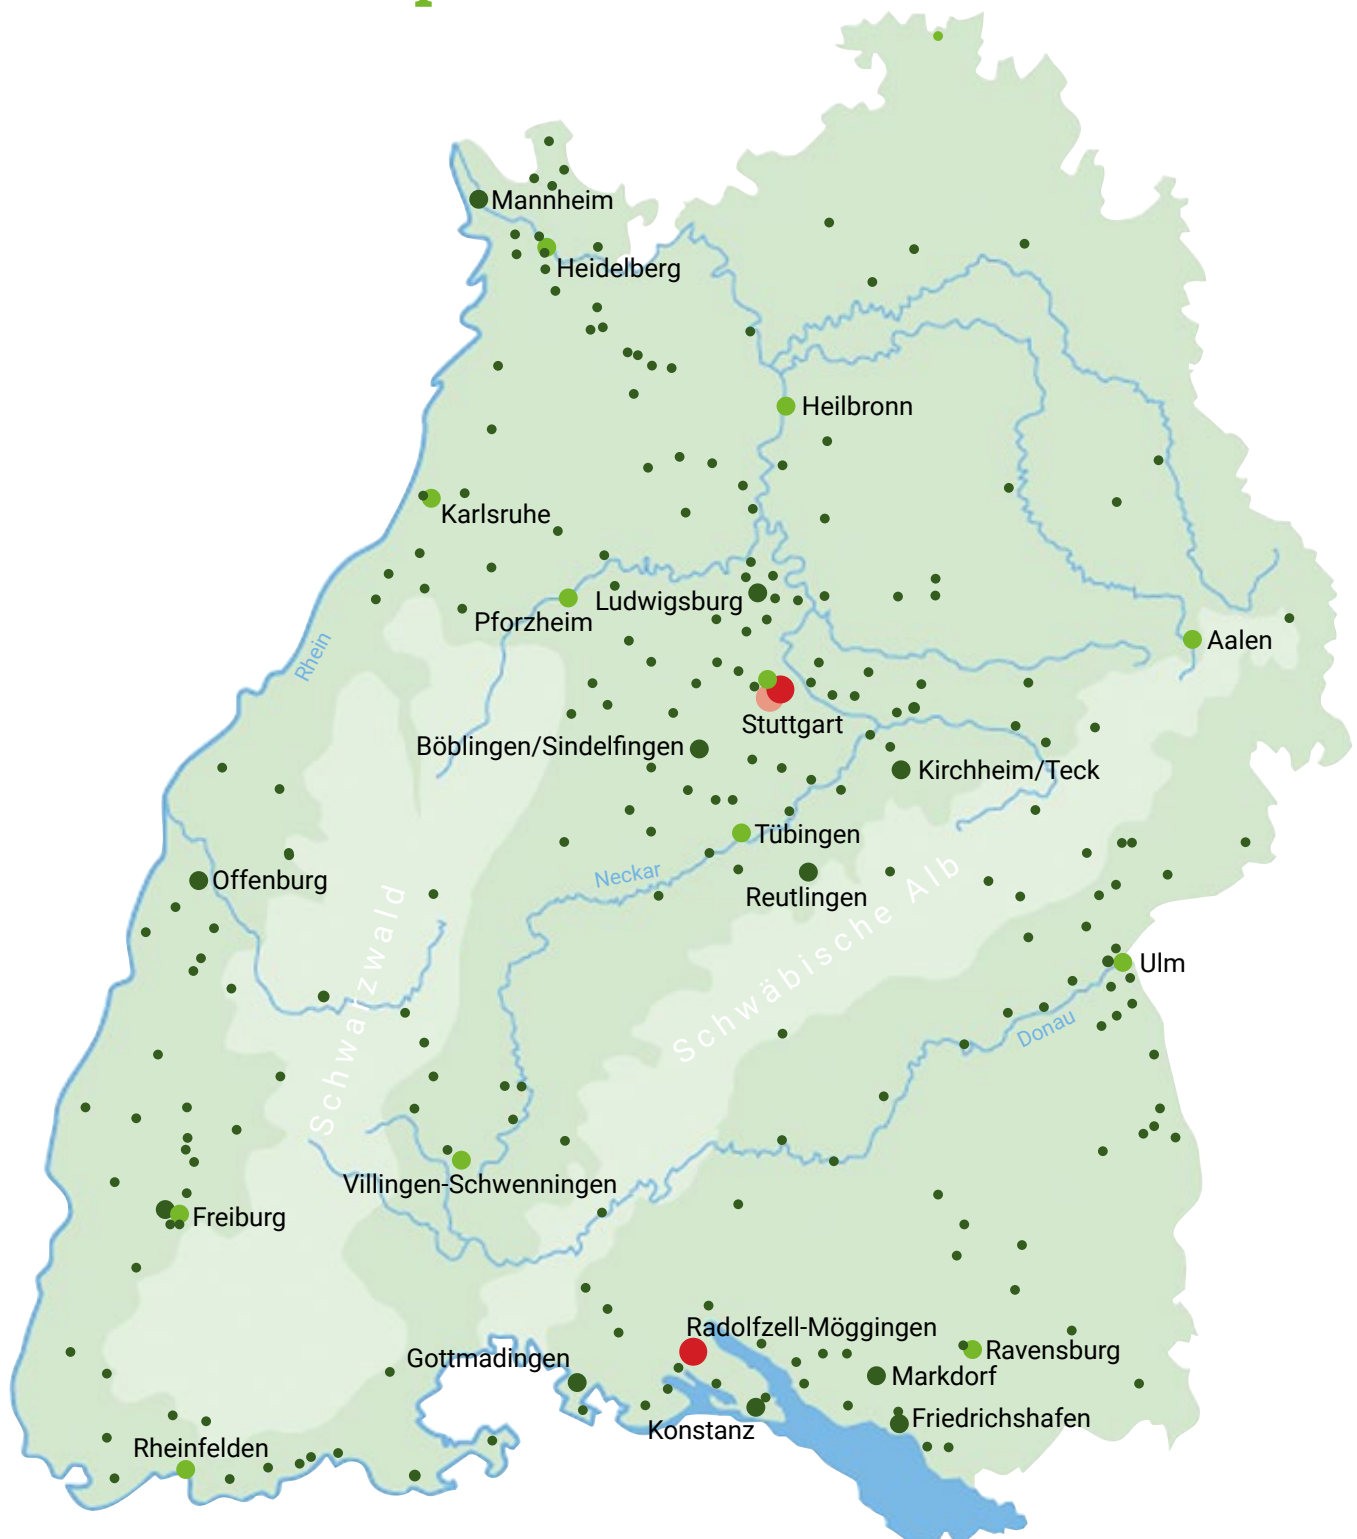 Mannheim
Heidelberg
Heilbronn
Karlsruhe
Ludwigsburg
Pforzheim
Aalen
Rhein
Stuttgart
Böblingen/Sindelfingen
Kirchheim/Teck
Tübingen
Neckar
Offenburg
Reutlingen
Schwarzwald
Schwäbische Alb
Ulm
Donau
Villingen-Schwenningen
Freiburg
Radolfzell-Möggingen
Gottmadingen
Ravensburg
Markdorf
Friedrichshafen
Konstanz
Rheinfelden